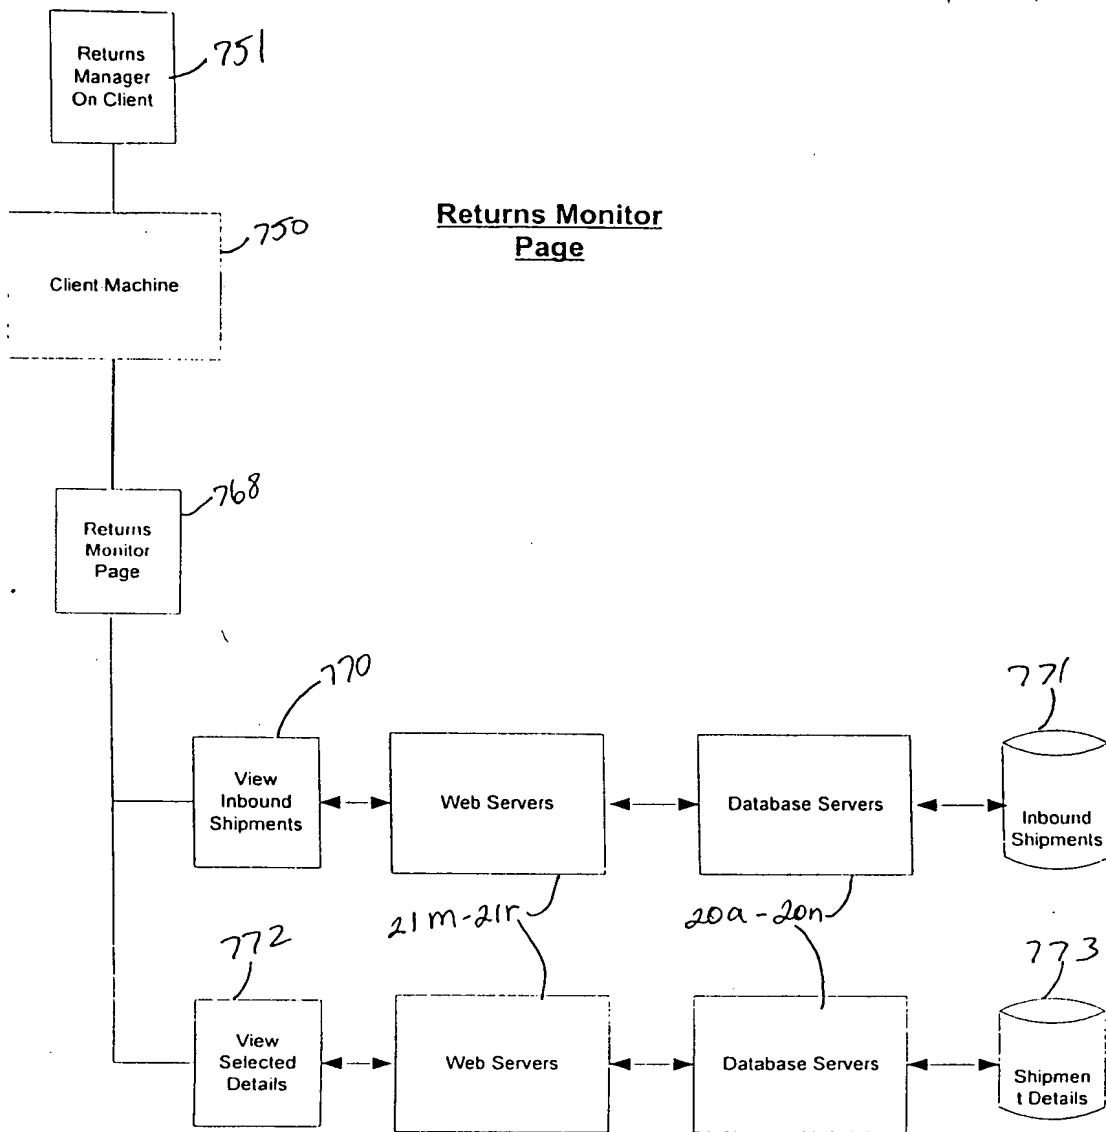 Returns
Manager
On Client
751
Returns Monitor
Page
750
Client Machine
768
Returns
Monitor
Page
770
771
View
Inbound
Shipments
Web Servers
Database Servers
Inbound
Shipments
21m-21r
20a-20n
772
773
View
Selected
Details
Web Servers
Database Servers
Shipmen
t Details